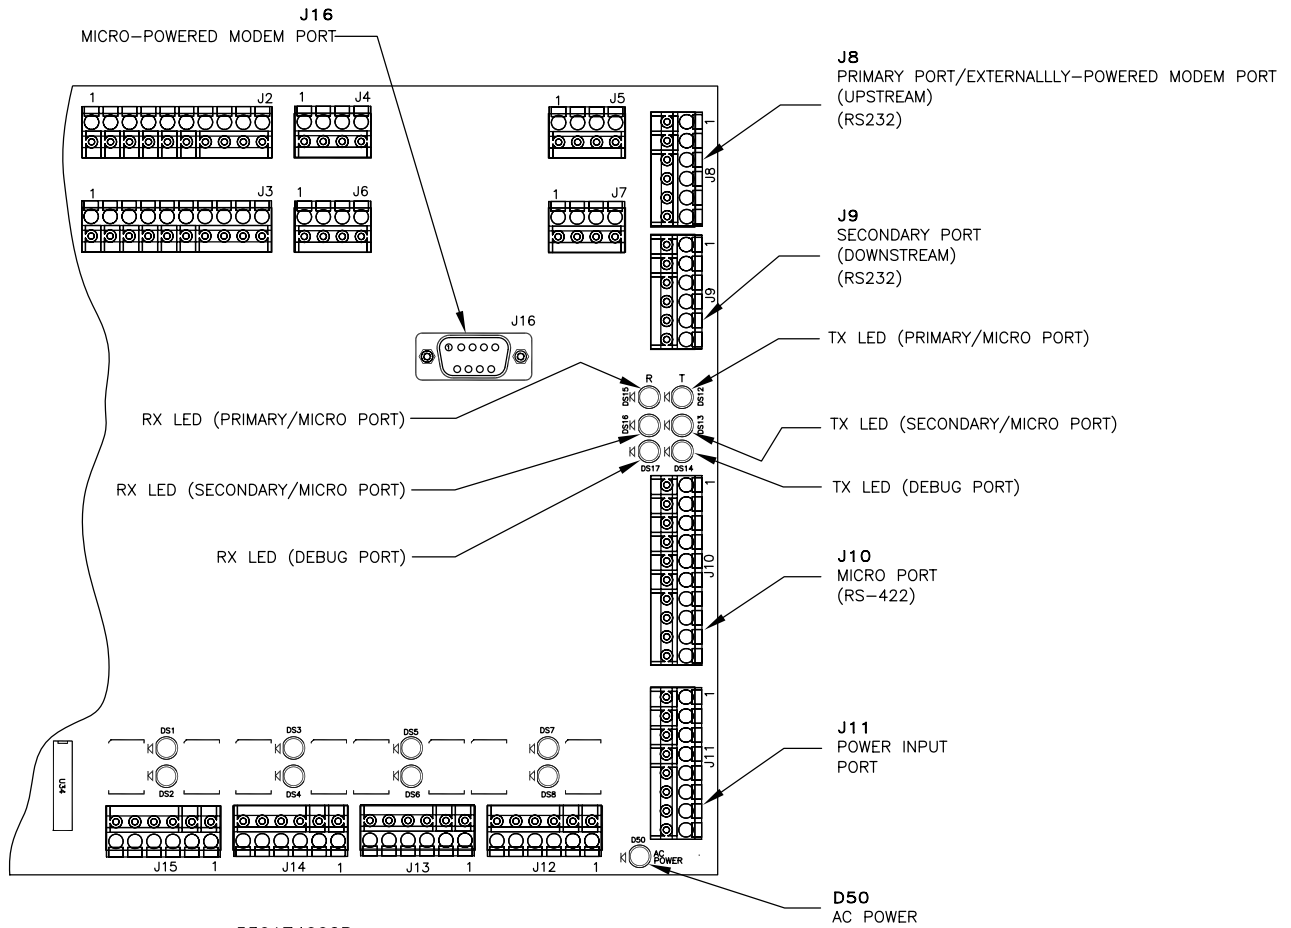 J16
MICRO-POWERED MODEM PORT
J8
PRIMARY PORT/EXTERNALLLY-POWERED MODEM PORT
(UPSTREAM)
(RS232)
1 J2
1 J4
1 J5
1
J8
1 J3
1 J6
1 J7
J9
SECONDARY PORT
(DOWNSTREAM)
(RS232)
1
J9
J16
1
TX LED (PRIMARY/MICRO PORT)
R T
DS15
DS12
RX LED (PRIMARY/MICRO PORT)
DS16
DS13
TX LED (SECONDARY/MICRO PORT)
DS17 DS14
RX LED (SECONDARY/MICRO PORT)
TX LED (DEBUG PORT)
1
J10
RX LED (DEBUG PORT)
J10
MICRO PORT
(RS-422)
1
J11
J11
POWER INPUT
PORT
DS1 DS3 DS5 DS7
U34
DS2 DS4 DS6 DS8
D50
AC
POWER
J15 1
J14 1
J13 1
J12 1
D50
AC POWER